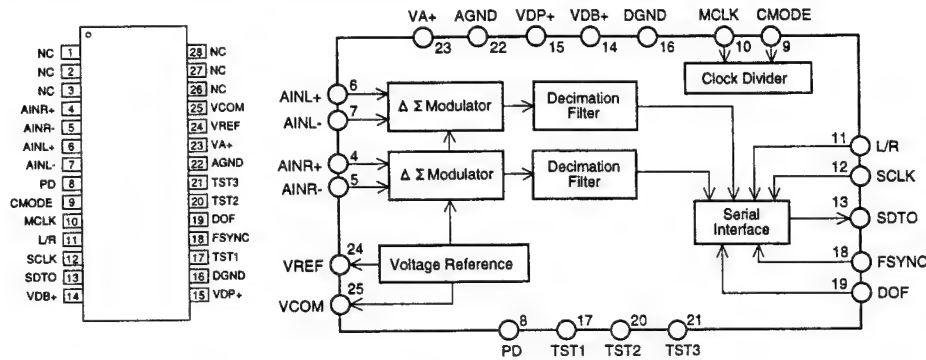 NC 1
NC 2
NC 3
AINR+ 4
AINR- 5
AINL+ 6
AINL- 7
PD 8
CMODE 9
MCLK 10
L/R 11
SCLK 12
SDTO 13
VDB+ 14
28 NC
27 NC
26 NC
25 VCOM
24 VREF
23 VA+
22 AGND
21 TST3
20 TST2
19 DOF
18 FSYNC
17 TST1
16 DGND
15 VDP+
VA+ AGND VDP+ VDB+ DGND MCLK CMODE
23 22 15 14 16 10 9
Clock Divider
AINL+ 6
AINL- 7
Δ Σ Modulator
Decimation
Filter
AINR+ 4
AINR- 5
Δ Σ Modulator
Decimation
Filter
11 L/R
12 SCLK
13 SDTO
Serial
Interface
18 FSYNC
19 DOF
VREF 24
Voltage Reference
VCOM 25
8 17 20 21
PD TST1 TST2 TST3